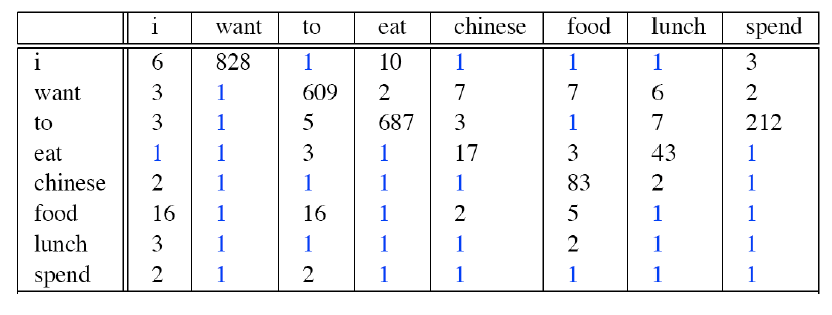 i want to eat chinese food lunch spend
i 6 828 1 10 1 1 1 3
want 3 1 609 2 7 7 6 2
to 3 1 5 687 3 1 7 212
eat 1 1 3 1 17 3 43 1
chinese 2 1 1 1 1 83 2 1
food 16 1 16 1 2 5 1 1
lunch 3 1 1 1 1 2 1 1
spend 2 1 2 1 1 1 1 1